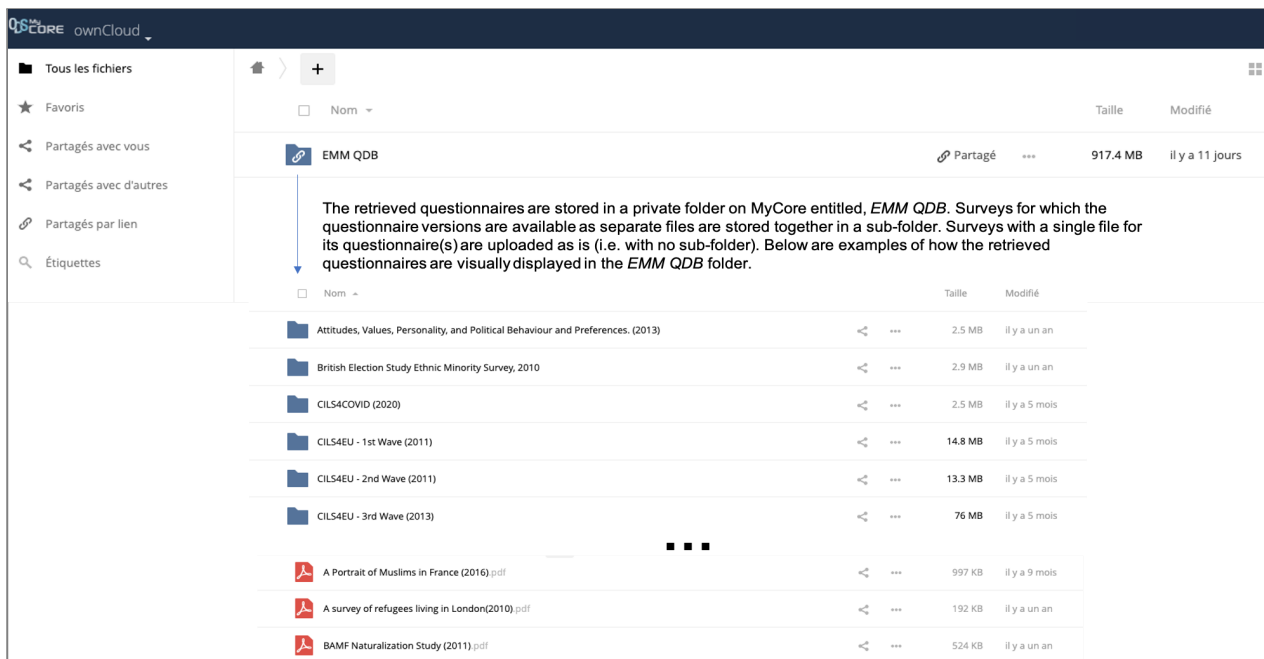 My CORE ownCloud
Tous les fichiers
+
Nom
Taille Modifié
Favoris
Partagés avec vous
EMM QDB Partagé ... 917.4 MB il y a 11 jours
Partagés avec d'autres
Partagés par lien
Étiquettes
The retrieved questionnaires are stored in a private folder on MyCore entitled, EMM QDB. Surveys for which the
questionnaire versions are available as separate files are stored together in a sub-folder. Surveys with a single file for
its questionnaire(s) are uploaded as is (i.e. with no sub-folder). Below are examples of how the retrieved
questionnaires are visually displayed in the EMM QDB folder.
Nom Taille Modifié
Attitudes, Values, Personality, and Political Behaviour and Preferences. (2013) ... 2.5 MB il y a un an
British Election Study Ethnic Minority Survey, 2010 ... 2.9 MB il y a un an
CILS4COVID (2020) ... 2.5 MB il y a 5 mois
CILS4EU - 1st Wave (2011) ... 14.8 MB il y a 5 mois
CILS4EU - 2nd Wave (2011) ... 13.3 MB il y a 5 mois
CILS4EU - 3rd Wave (2013) ... 76 MB il y a 5 mois
...
A Portrait of Muslims in France (2016).pdf ... 997 KB il y a 9 mois
A survey of refugees living in London(2010).pdf ... 192 KB il y a un an
BAMF Naturalization Study (2011).pdf ... 524 KB il y a un an